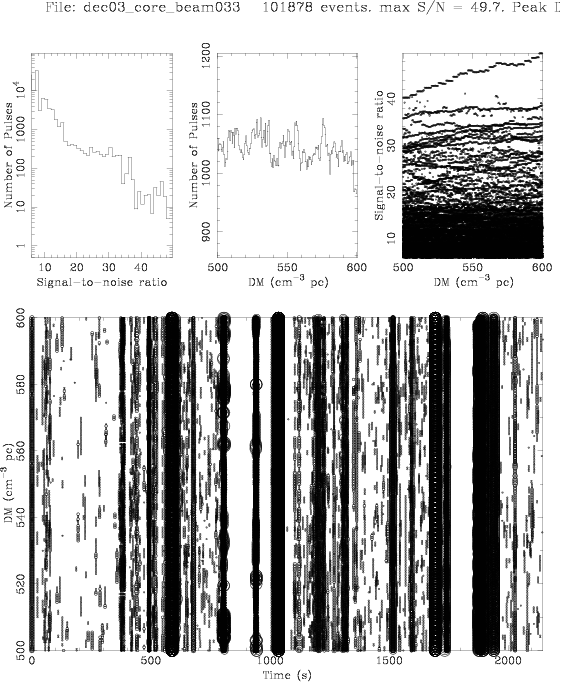 File: dec03_core_beam033 101878 events. max S/N = 49.7. Peak
Number of Pulses
1
10
100
1000
10^4
10 20 30 40
Signal-to-noise ratio
Number of Pulses
900 1000 1100 1200
500 550 600
DM (cm^-3 pc)
Signal-to-noise ratio
10 20 30 40
500 550 600
DM (cm^-3 pc)
DM (cm^-3 pc)
500 520 540 560 580 600
0 500 1000 1500 2000
Time (s)